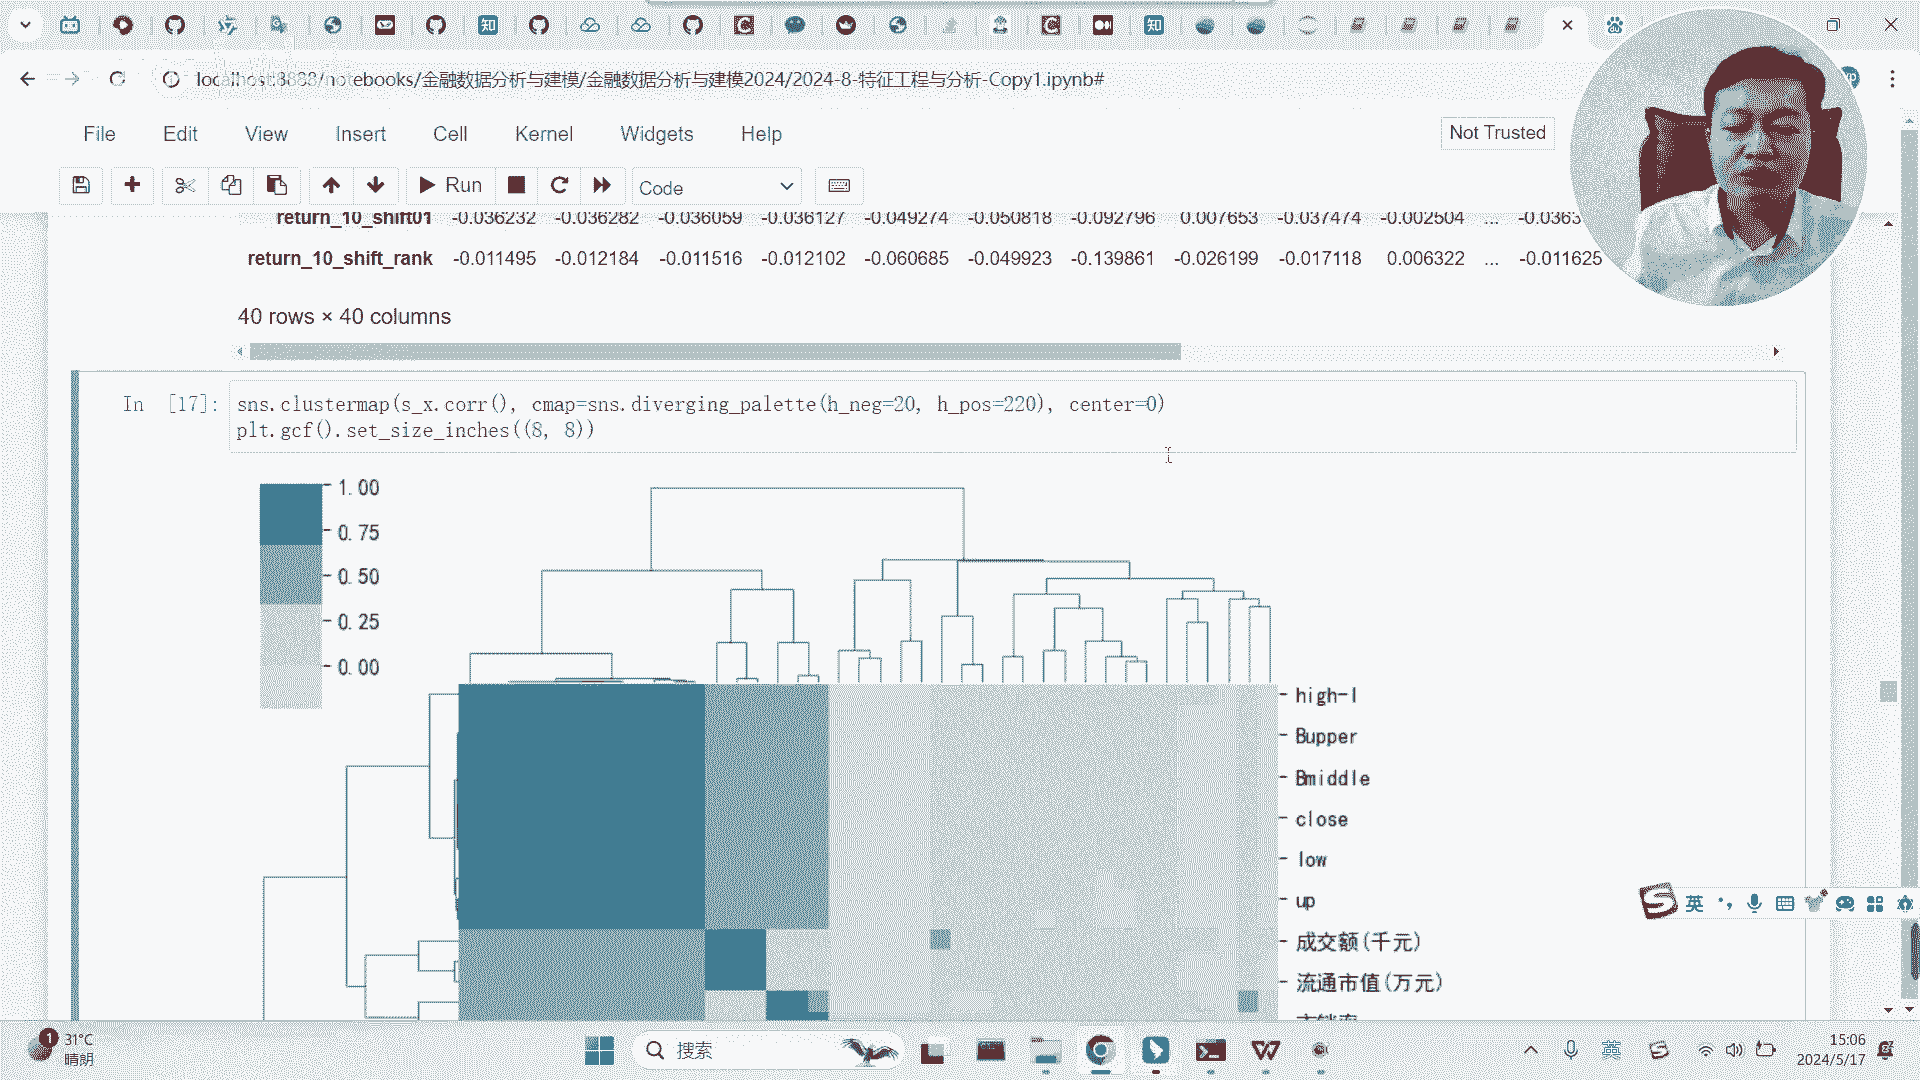 localhost:8888/notebooks/金融数据分析与建模/金融数据分析与建模2024/2024-8-特征工程与分析-Copy1.ipynb#
File Edit View Insert Cell Kernel Widgets Help
Not Trusted
Run Code
return_10_shift01 -0.036232 -0.036282 -0.036059 -0.036127 -0.049274 -0.050818 -0.092796 0.007653 -0.037474 -0.002504 ... -0.0363
return_10_shift_rank -0.011495 -0.012184 -0.011516 -0.012102 -0.060685 -0.049923 -0.139861 -0.026199 -0.017118 0.006322 ... -0.011625
40 rows × 40 columns
In [17]: sns.clustermap(s_x.corr(), cmap=sns.diverging_palette(h_neg=20, h_pos=220), center=0)
plt.gcf().set_size_inches((8, 8))
1.00
0.75
0.50
0.25
0.00
high-l
Bupper
Bmiddle
close
low
up
成交额(千元)
流通市值(万元)
英
1
31°C
晴朗
搜索
英
15:06
2024/5/17